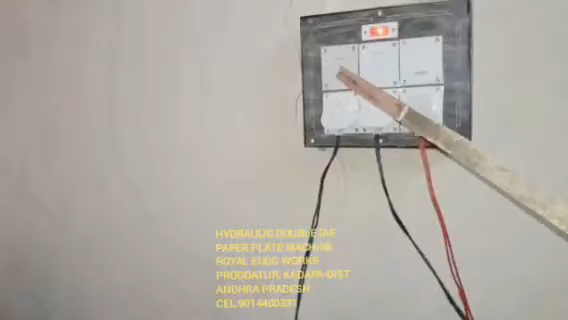 HYDRAULIC DOUBLE DIE
PAPER PLATE MACHINE
ROYAL ENGG WORKS
PRODDATUR, KADAPA-DIST
ANDHRA PRADESH